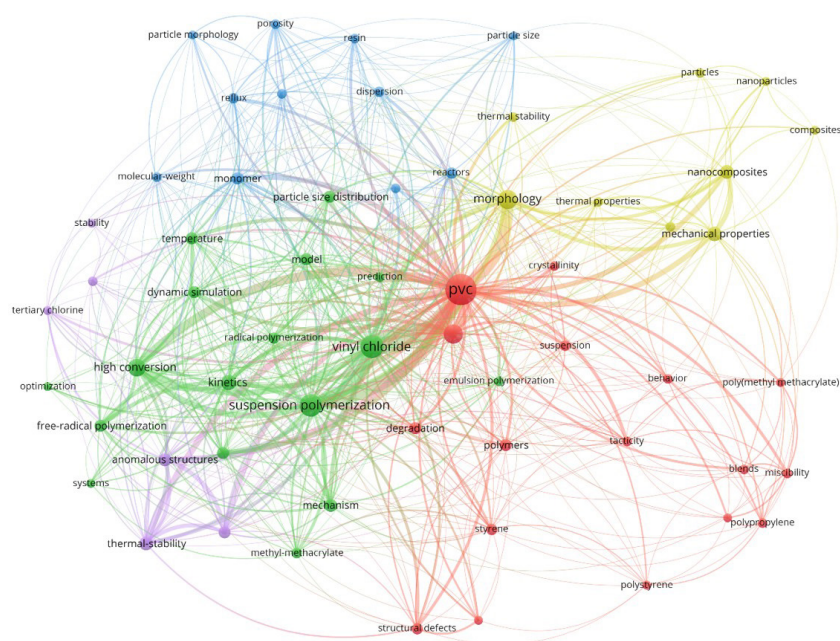 porosity
particle morphology
resin
particle size
particles
nanoparticles
reflux
dispersion
thermal stability
composites
molecular-weight
monomer
reactors
nanocomposites
particle size distribution
morphology
thermal properties
stability
temperature
mechanical properties
model
crystallinity
prediction
dynamic simulation
pvc
tertiary chlorine
radical polymerization
vinyl chloride
suspension
high conversion
kinetics
emulsion polymerization
behavior
poly(methyl methacrylate)
optimization
suspension polymerization
free-radical polymerization
degradation
tacticity
polymers
anomalous structures
blends
miscibility
systems
mechanism
polypropylene
styrene
thermal-stability
methyl-methacrylate
polystyrene
structural defects